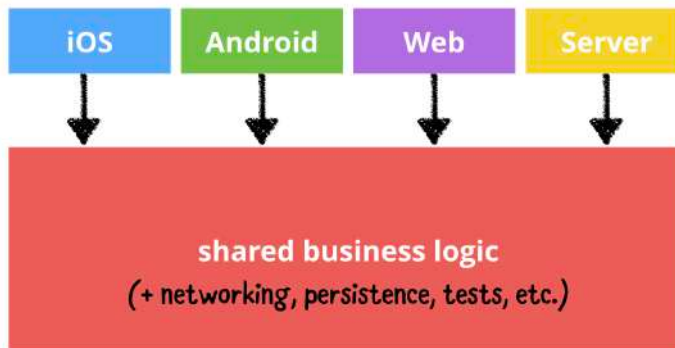 iOS
Android
Web
Server
shared business logic
(+ networking, persistence, tests, etc.)